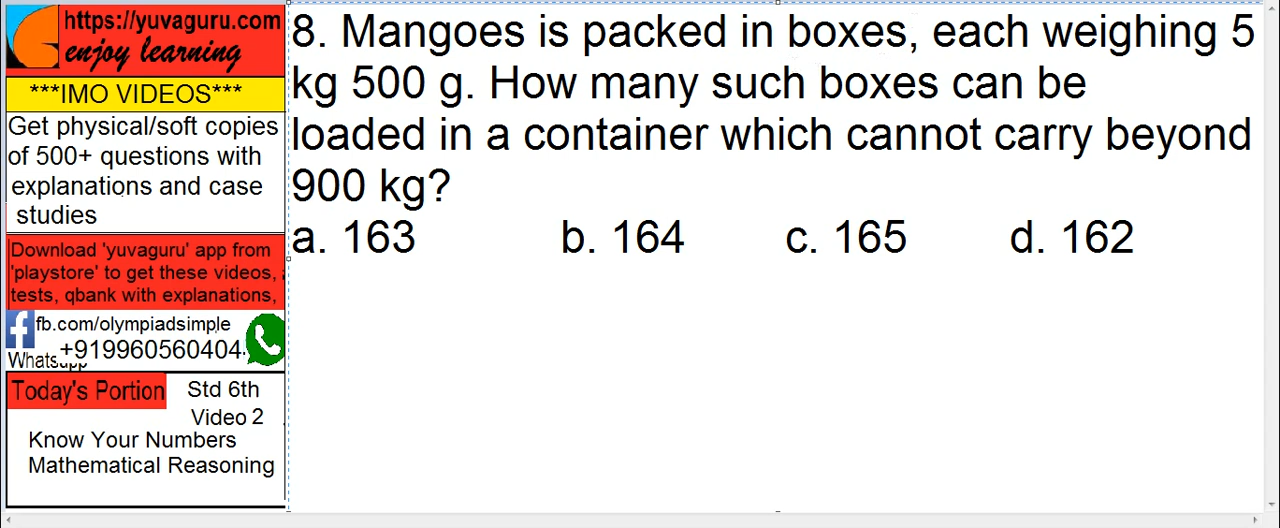 https://yuvaguru.com
enjoy learning
***IMO VIDEOS***
Get physical/soft copies
of 500+ questions with
explanations and case
studies
Download 'yuvaguru' app from
'playstore' to get these videos,
tests, qbank with explanations,
fb.com/olympiadsimple
+919960560404
Whatsupp
Today's Portion
Std 6th
Video 2
Know Your Numbers
Mathematical Reasoning
8. Mangoes is packed in boxes, each weighing 5
kg 500 g. How many such boxes can be
loaded in a container which cannot carry beyond
900 kg?
a. 163 b. 164 c. 165 d. 162